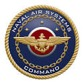 NAVAL AIR SYSTEMS
COMMAND